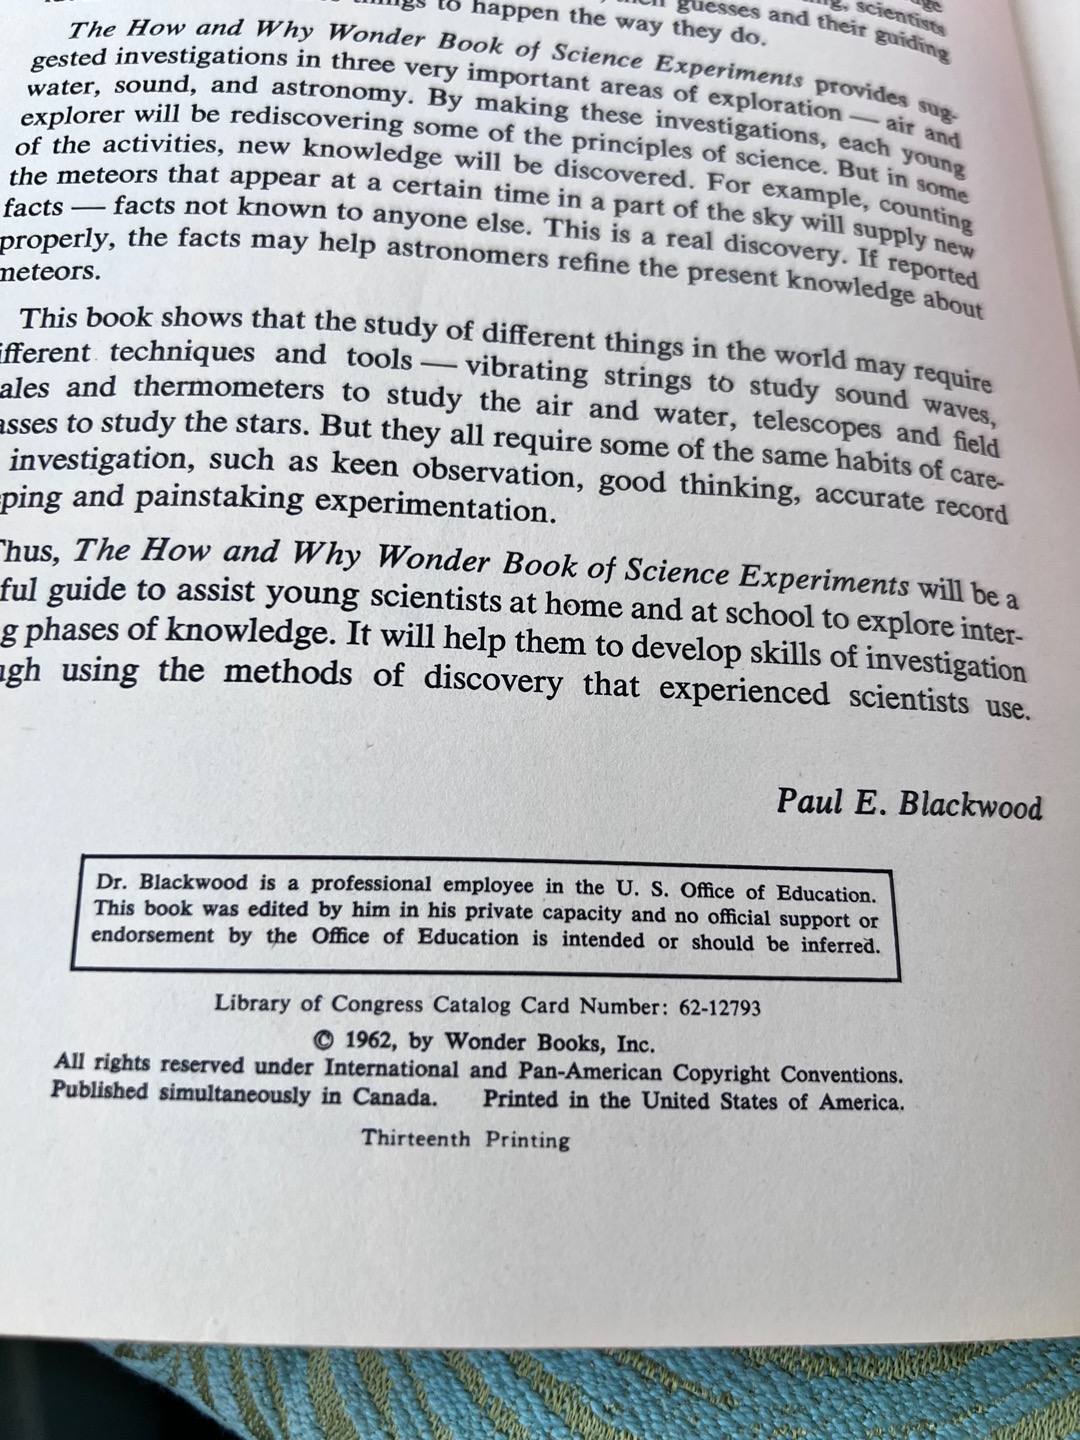 things to happen the way they do. guesses and their guiding
scientists
The How and Why Wonder Book of Science Experiments provides sug-
gested investigations in three very important areas of exploration — air and
water, sound, and astronomy. By making these investigations, each young
explorer will be rediscovering some of the principles of science. But in some
of the activities, new knowledge will be discovered. For example, counting
the meteors that appear at a certain time in a part of the sky will supply new
facts — facts not known to anyone else. This is a real discovery. If reported
properly, the facts may help astronomers refine the present knowledge about
meteors.
This book shows that the study of different things in the world may require
ifferent techniques and tools — vibrating strings to study sound waves,
ales and thermometers to study the air and water, telescopes and field
asses to study the stars. But they all require some of the same habits of care-
investigation, such as keen observation, good thinking, accurate record
ping and painstaking experimentation.
Thus, The How and Why Wonder Book of Science Experiments will be a
ful guide to assist young scientists at home and at school to explore inter-
g phases of knowledge. It will help them to develop skills of investigation
ugh using the methods of discovery that experienced scientists use.
Paul E. Blackwood
Dr. Blackwood is a professional employee in the U. S. Office of Education.
This book was edited by him in his private capacity and no official support or
endorsement by the Office of Education is intended or should be inferred.
Library of Congress Catalog Card Number: 62-12793
© 1962, by Wonder Books, Inc.
All rights reserved under International and Pan-American Copyright Conventions.
Published simultaneously in Canada. Printed in the United States of America.
Thirteenth Printing